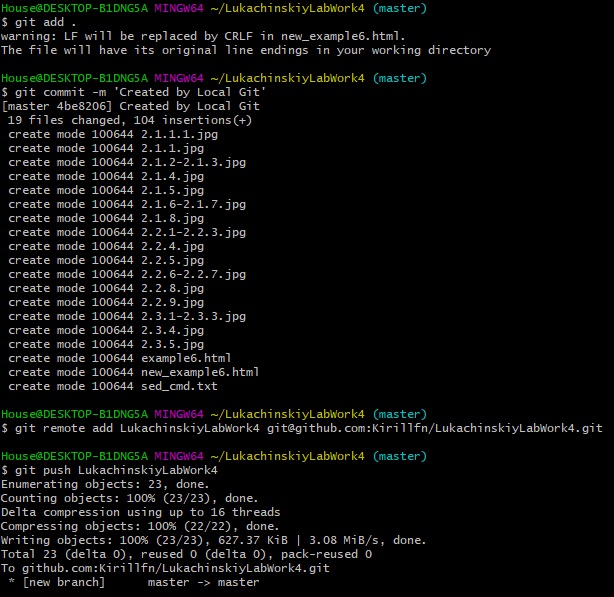 House@DESKTOP-B1DNG5A MINGW64 ~/LukachinskiyLabWork4 (master)
$ git add .
warning: LF will be replaced by CRLF in new_example6.html.
The file will have its original line endings in your working directory
House@DESKTOP-B1DNG5A MINGW64 ~/LukachinskiyLabWork4 (master)
$ git commit -m 'Created by Local Git'
[master 4be8206] Created by Local Git
 19 files changed, 104 insertions(+)
 create mode 100644 2.1.1.1.jpg
 create mode 100644 2.1.1.jpg
 create mode 100644 2.1.2-2.1.3.jpg
 create mode 100644 2.1.4.jpg
 create mode 100644 2.1.5.jpg
 create mode 100644 2.1.6-2.1.7.jpg
 create mode 100644 2.1.8.jpg
 create mode 100644 2.2.1-2.2.3.jpg
 create mode 100644 2.2.4.jpg
 create mode 100644 2.2.5.jpg
 create mode 100644 2.2.6-2.2.7.jpg
 create mode 100644 2.2.8.jpg
 create mode 100644 2.2.9.jpg
 create mode 100644 2.3.1-2.3.3.jpg
 create mode 100644 2.3.4.jpg
 create mode 100644 2.3.5.jpg
 create mode 100644 example6.html
 create mode 100644 new_example6.html
 create mode 100644 sed_cmd.txt
House@DESKTOP-B1DNG5A MINGW64 ~/LukachinskiyLabWork4 (master)
$ git remote add LukachinskiyLabWork4 git@github.com:Kirillfn/LukachinskiyLabWork4.git
House@DESKTOP-B1DNG5A MINGW64 ~/LukachinskiyLabWork4 (master)
$ git push LukachinskiyLabWork4
Enumerating objects: 23, done.
Counting objects: 100% (23/23), done.
Delta compression using up to 16 threads
Compressing objects: 100% (22/22), done.
Writing objects: 100% (23/23), 627.37 KiB | 3.08 MiB/s, done.
Total 23 (delta 0), reused 0 (delta 0), pack-reused 0
To github.com:Kirillfn/LukachinskiyLabWork4.git
 * [new branch]      master -> master